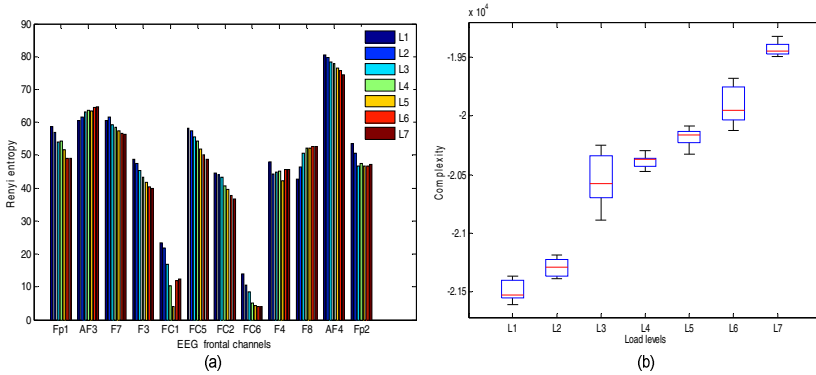 90
80
70
60
50
40
30
20
10
0
Renyi entropy
L1
L2
L3
L4
L5
L6
L7
Fp1 AF3 F7 F3 FC1 FC5 FC2 FC6 F4 F8 AF4 Fp2
EEG frontal channels
(a)
x 10⁴
-1.95
-2
-2.05
-2.1
-2.15
Complexity
L1 L2 L3 L4 L5 L6 L7
Load levels
(b)